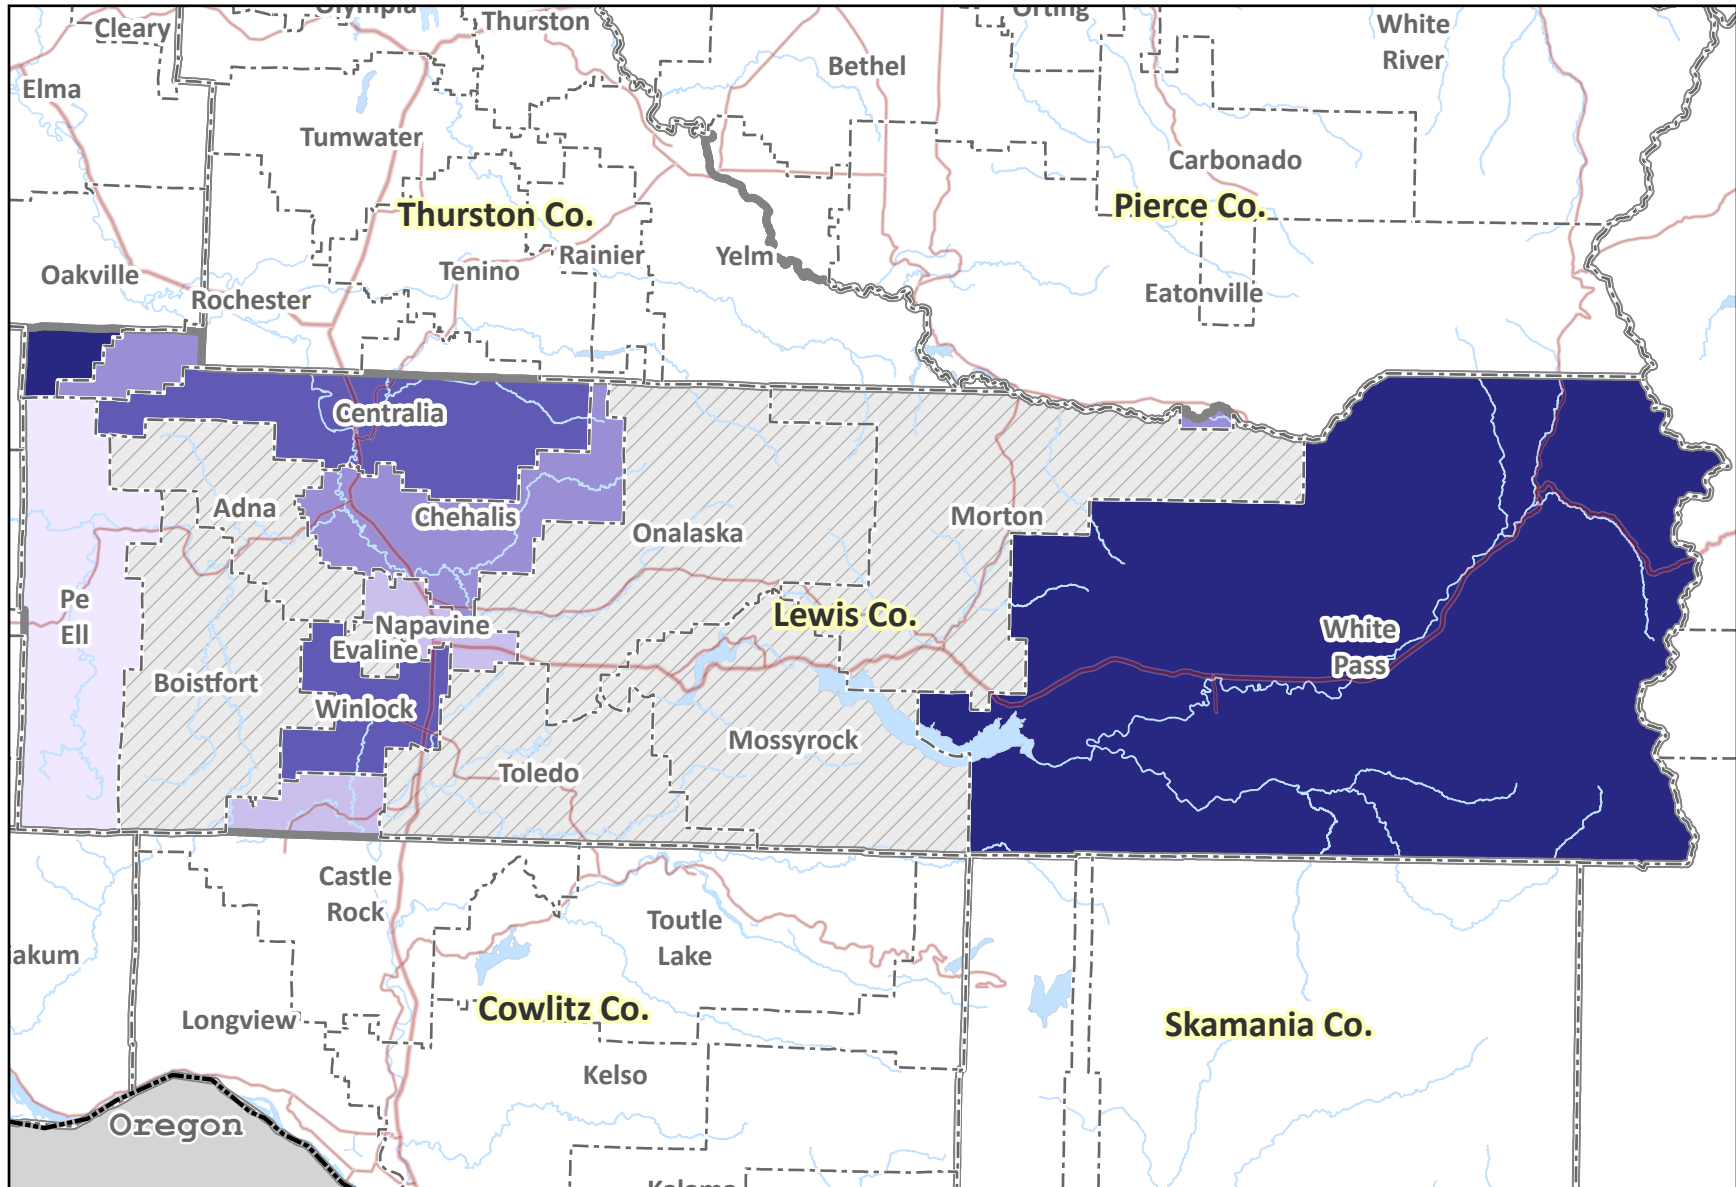 Cleary
Olympia
Thurston
Orting
White
River
Bethel
Elma
Tumwater
Carbonado
Thurston Co.
Pierce Co.
Oakville
Tenino
Rainier
Yelm
Eatonville
Rochester
Centralia
Adna
Chehalis
Onalaska
Morton
Pe
Ell
Napavine
Lewis Co.
Evaline
White
Pass
Boistfort
Winlock
Mossyrock
Toledo
Castle
Rock
Toutle
Lake
akum
Longview
Cowlitz Co.
Skamania Co.
Kelso
Oregon
Kalama